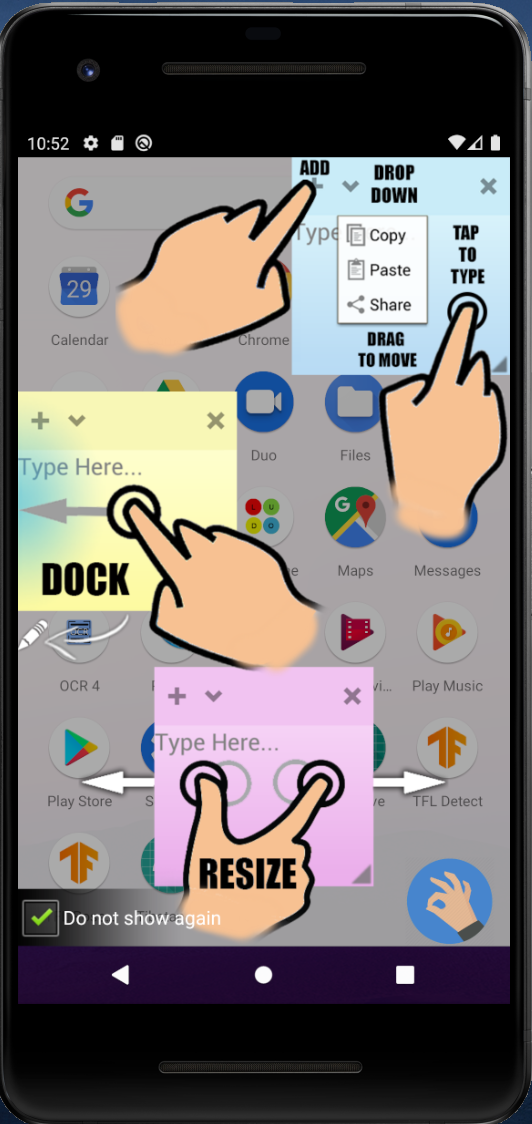 10:52
ADD
DROP
DOWN
Type
Copy
Paste
Share
TAP
TO
TYPE
DRAG
TO MOVE
29
Calendar
Chrome
Duo
Files
Type Here...
DOCK
LU
DO
G
Maps
Messages
OCR 4
Play Music
Type Here...
Play Store
TFL Detect
RESIZE
Do not show again